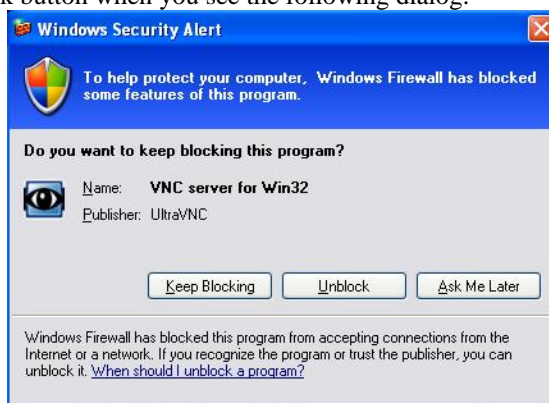 k button when you see the following dialog.
Windows Security Alert
To help protect your computer, Windows Firewall has blocked
some features of this program.
Do you want to keep blocking this program?
Name: VNC server for Win32
Publisher: UltraVNC
Keep Blocking Unblock Ask Me Later
Windows Firewall has blocked this program from accepting connections from the
Internet or a network. If you recognize the program or trust the publisher, you can
unblock it. When should I unblock a program?